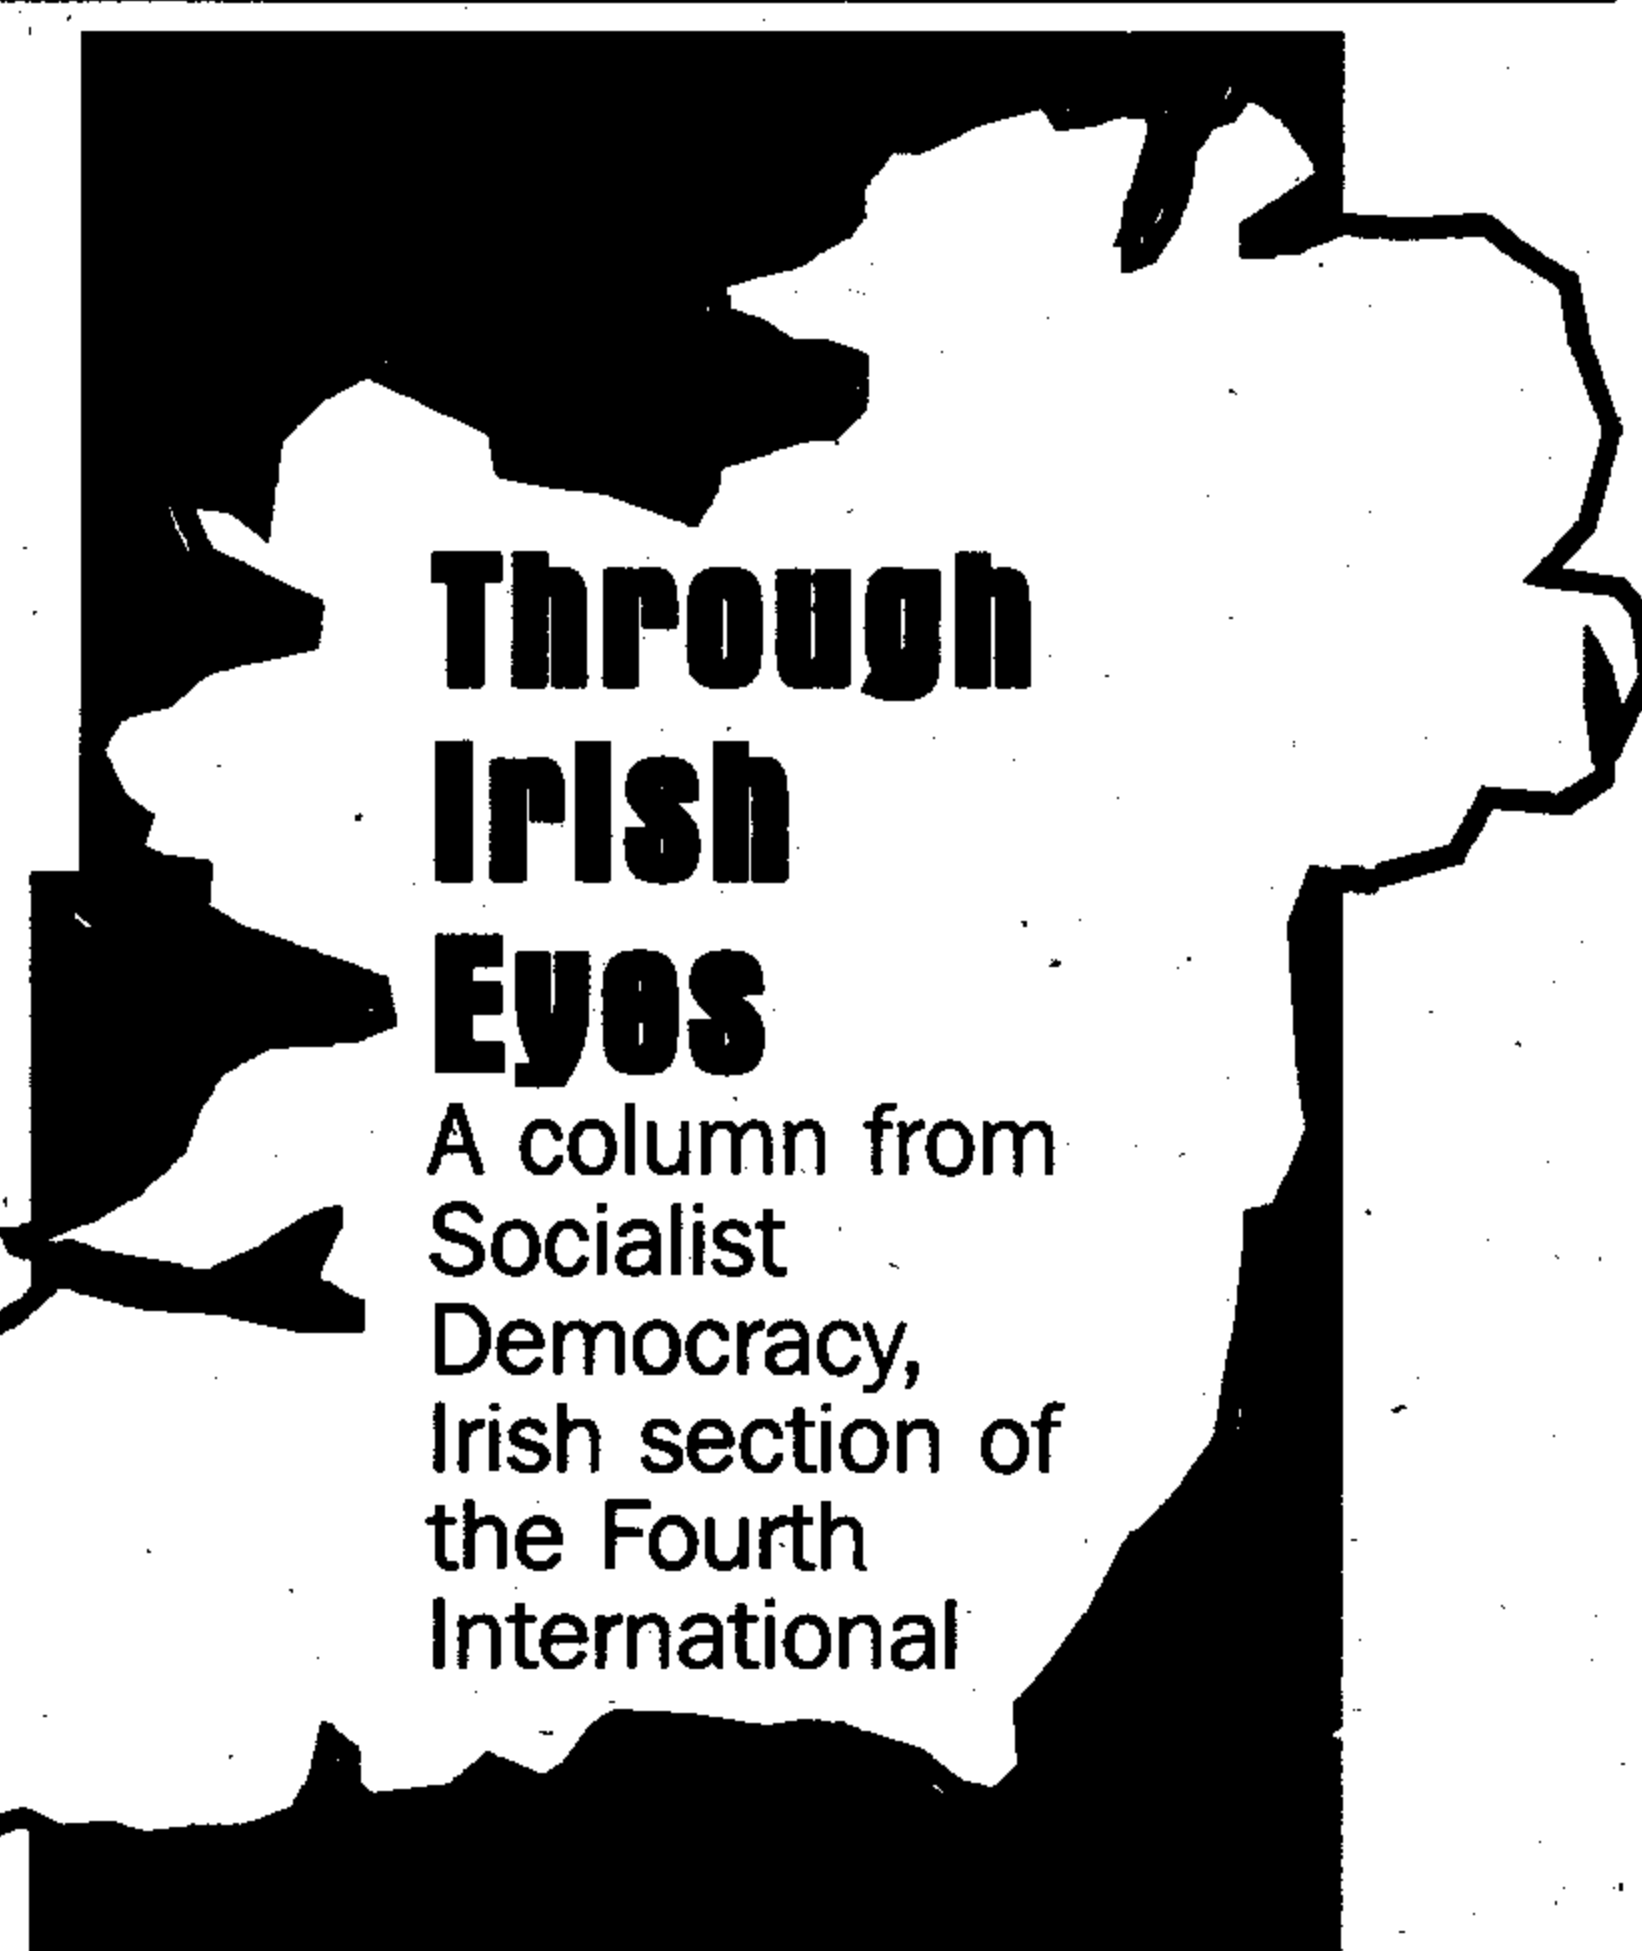 Through
Irish
Eyes
A column from
Socialist
Democracy,
Irish section of
the Fourth
International